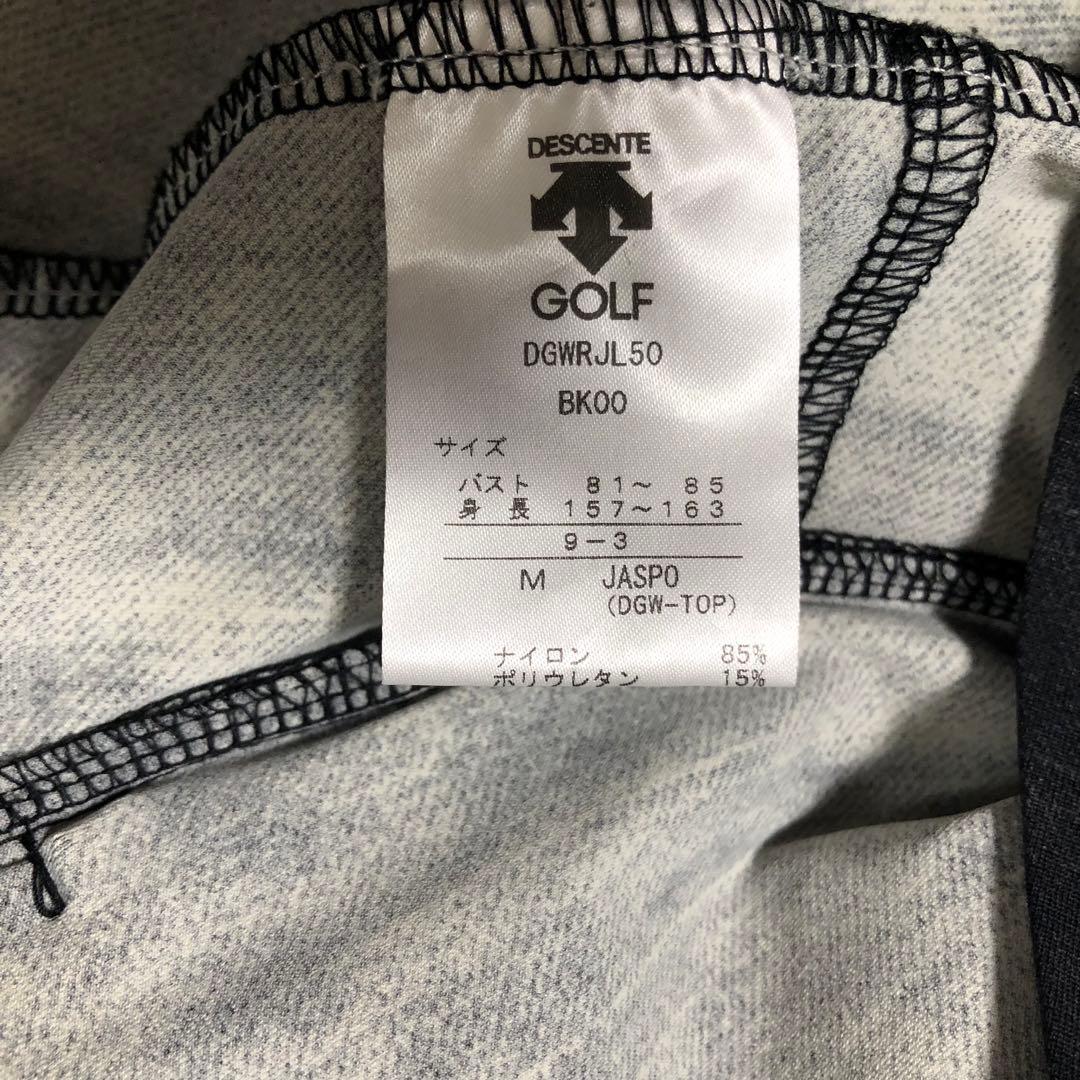 DESCENTE
GOLF
DGWRJL50
BK00
サイズ
バスト 81～ 85
身 長 157～163
9－3
M JASPO
(DGW-TOP)
ナイロン 85%
ポリウレタン 15%